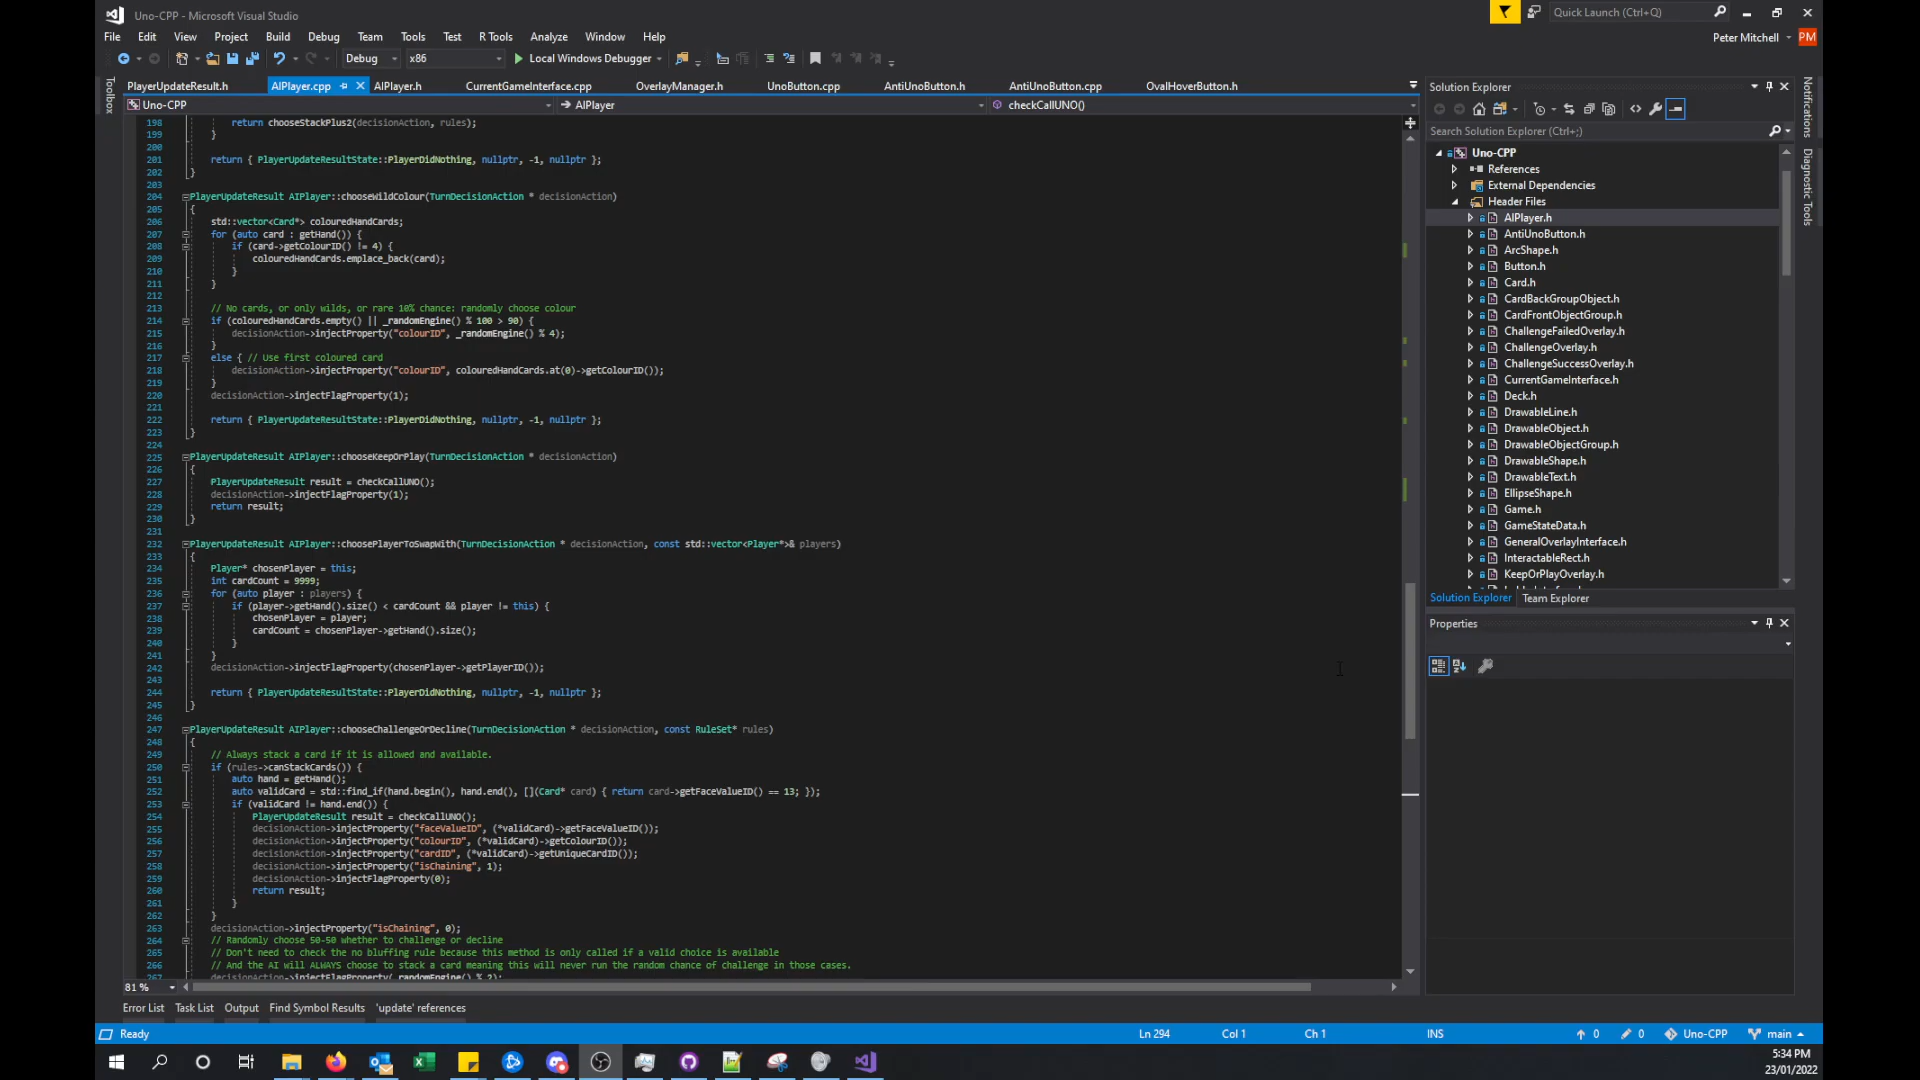 Uno-CPP - Microsoft Visual Studio
Quick Launch (Ctrl+Q)
File Edit View Project Build Debug Team Tools Test R Tools Analyze Window Help
Peter Mitchell PM
Debug x86 Local Windows Debugger
Toolbox
PlayerUpdateResult.h AIPlayer.cpp AIPlayer.h CurrentGameInterface.cpp OverlayManager.h UnoButton.cpp AntiUnoButton.h AntiUnoButton.cpp OvalHoverButton.h
Uno-CPP AIPlayer checkCallUNO()
198 return chooseStackPlus2(decisionAction, rules);
199 }
200
201 return { PlayerUpdateResultState::PlayerDidNothing, nullptr, -1, nullptr };
202 }
203
204 PlayerUpdateResult AIPlayer::chooseWildColour(TurnDecisionAction * decisionAction)
205 {
206 std::vector<Card*> colouredHandCards;
207 for (auto card : getHand()) {
208 if (card->getColourID() != 4) {
209 colouredHandCards.emplace_back(card);
210 }
211 }
212
213 // No cards, or only wilds, or rare 10% chance: randomly choose colour
214 if (colouredHandCards.empty() || _randomEngine() % 100 > 90) {
215 decisionAction->injectProperty("colourID", _randomEngine() % 4);
216 }
217 else { // Use first coloured card
218 decisionAction->injectProperty("colourID", colouredHandCards.at(0)->getColourID());
219 }
220 decisionAction->injectFlagProperty(1);
221
222 return { PlayerUpdateResultState::PlayerDidNothing, nullptr, -1, nullptr };
223 }
224
225 PlayerUpdateResult AIPlayer::chooseKeepOrPlay(TurnDecisionAction * decisionAction)
226 {
227 PlayerUpdateResult result = checkCallUNO();
228 decisionAction->injectFlagProperty(1);
229 return result;
230 }
231
232 PlayerUpdateResult AIPlayer::choosePlayerToSwapWith(TurnDecisionAction * decisionAction, const std::vector<Player*>& players)
233 {
234 Player* chosenPlayer = this;
235 int cardCount = 9999;
236 for (auto player : players) {
237 if (player->getHand().size() < cardCount && player != this) {
238 chosenPlayer = player;
239 cardCount = chosenPlayer->getHand().size();
240 }
241 }
242 decisionAction->injectFlagProperty(chosenPlayer->getPlayerID());
243
244 return { PlayerUpdateResultState::PlayerDidNothing, nullptr, -1, nullptr };
245 }
246
247 PlayerUpdateResult AIPlayer::chooseChallengeOrDecline(TurnDecisionAction * decisionAction, const RuleSet* rules)
248 {
249 // Always stack a card if it is allowed and available.
250 if (rules->canStackCards()) {
251 auto hand = getHand();
252 auto validCard = std::find_if(hand.begin(), hand.end(), [](Card* card) { return card->getFaceValueID() == 13; });
253 if (validCard != hand.end()) {
254 PlayerUpdateResult result = checkCallUNO();
255 decisionAction->injectProperty("faceValueID", (*validCard)->getFaceValueID());
256 decisionAction->injectProperty("colourID", (*validCard)->getColourID());
257 decisionAction->injectProperty("cardID", (*validCard)->getUniqueCardID());
258 decisionAction->injectProperty("isChaining", 1);
259 decisionAction->injectFlagProperty(0);
260 return result;
261 }
262 }
263 decisionAction->injectProperty("isChaining", 0);
264 // Randomly choose 50-50 whether to challenge or decline
265 // Don't need to check the no bluffing rule because this method is only called if a valid choice is available
266 // And the AI will ALWAYS choose to stack a card meaning this will never run the random chance of challenge in those cases.
267 decisionAction->injectFlagProperty(_randomEngine() % 2);
81 %
Solution Explorer
Search Solution Explorer (Ctrl+;)
Uno-CPP
References
External Dependencies
Header Files
AIPlayer.h
AntiUnoButton.h
ArcShape.h
Button.h
Card.h
CardBackGroupObject.h
CardFrontObjectGroup.h
ChallengeFailedOverlay.h
ChallengeOverlay.h
ChallengeSuccessOverlay.h
CurrentGameInterface.h
Deck.h
DrawableLine.h
DrawableObject.h
DrawableObjectGroup.h
DrawableShape.h
DrawableText.h
EllipseShape.h
Game.h
GameStateData.h
GeneralOverlayInterface.h
InteractableRect.h
KeepOrPlayOverlay.h
Solution Explorer Team Explorer
Properties
Notifications
Diagnostic Tools
Error List Task List Output Find Symbol Results 'update' references
Ready Ln 294 Col 1 Ch 1 INS 0 0 Uno-CPP main
5:34 PM
23/01/2022